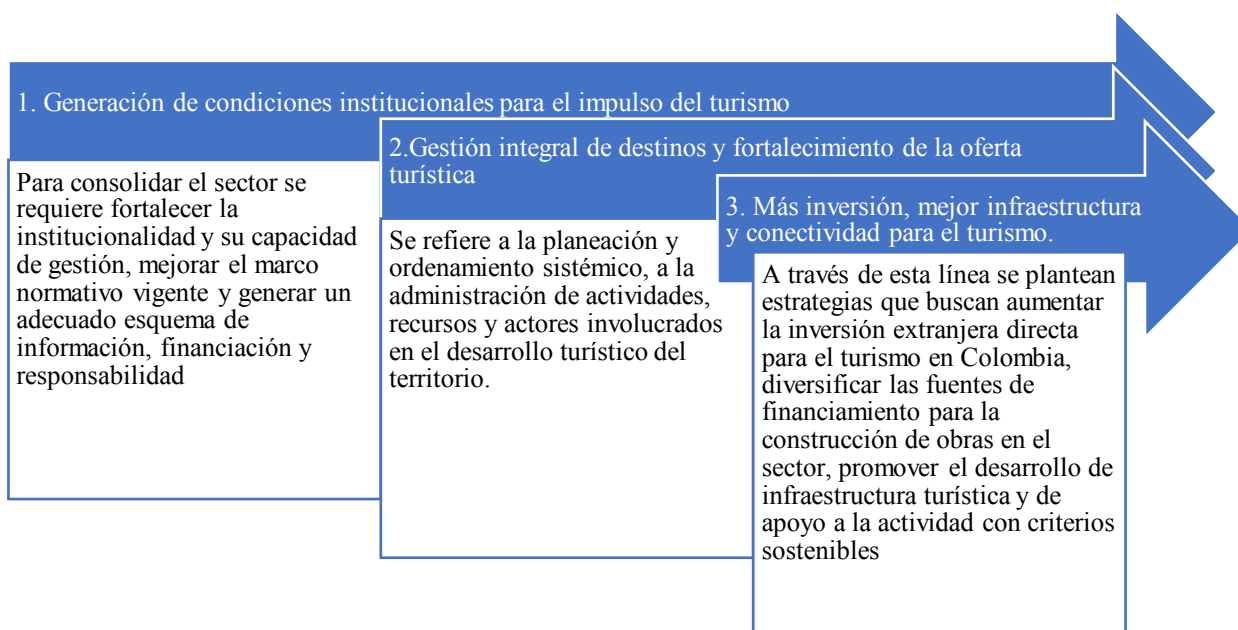 1. Generación de condiciones institucionales para el impulso del turismo
Para consolidar el sector se
requiere fortalecer la
institucionalidad y su capacidad
de gestión, mejorar el marco
normativo vigente y generar un
adecuado esquema de
información, financiación y
responsabilidad
2.Gestión integral de destinos y fortalecimiento de la oferta
turística
Se refiere a la planeación y
ordenamiento sistémico, a la
administración de actividades,
recursos y actores involucrados
en el desarrollo turístico del
territorio.
3. Más inversión, mejor infraestructura
y conectividad para el turismo.
A través de esta línea se plantean
estrategias que buscan aumentar
la inversión extranjera directa
para el turismo en Colombia,
diversificar las fuentes de
financiamiento para la
construcción de obras en el
sector, promover el desarrollo de
infraestructura turística y de
apoyo a la actividad con criterios
sostenibles